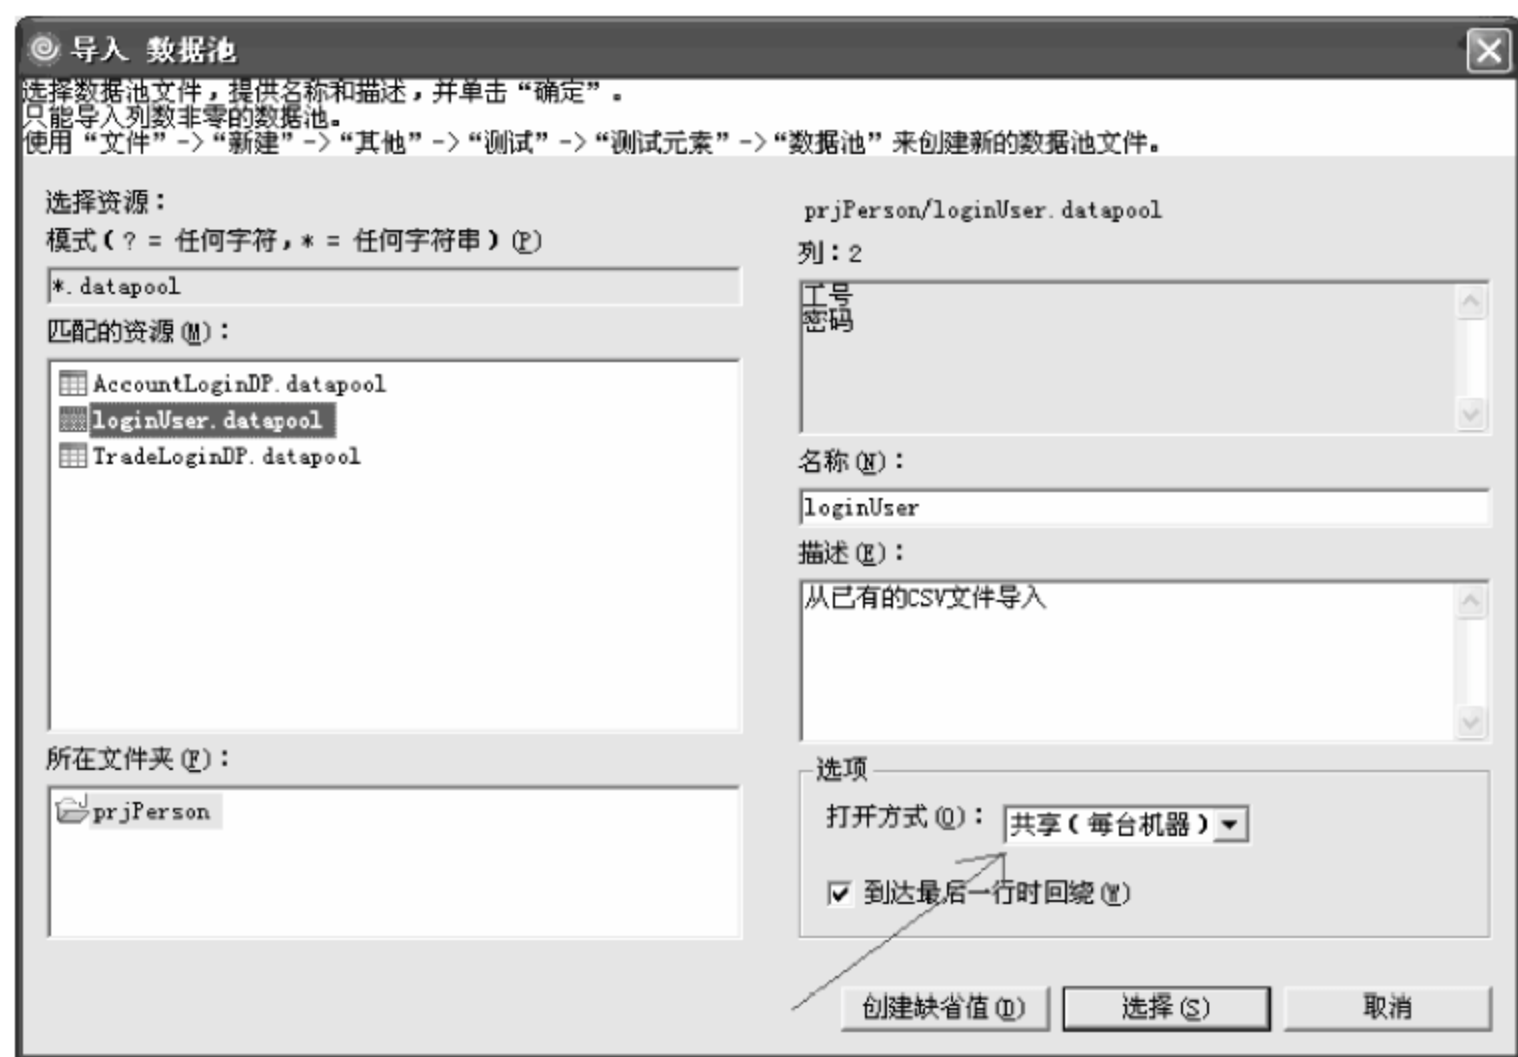 导入 数据池
选择数据池文件，提供名称和描述，并单击“确定”。
只能导入列数非零的数据池。
使用“文件”->“新建”->“其他”->“测试”->“测试元素”->“数据池”来创建新的数据池文件。
选择资源：
模式(? = 任何字符,* = 任何字符串)(P)
*.datapool
匹配的资源(M)：
AccountLoginDP.datapool
loginUser.datapool
TradeLoginDP.datapool
所在文件夹(F)：
prjPerson
prjPerson/loginUser.datapool
列：2
工号
密码
名称(N)：
loginUser
描述(E)：
从已有的CSV文件导入
选项
打开方式(O)：
共享(每台机器)
到达最后一行时回绕(W)
创建缺省值(D)
选择(S)
取消